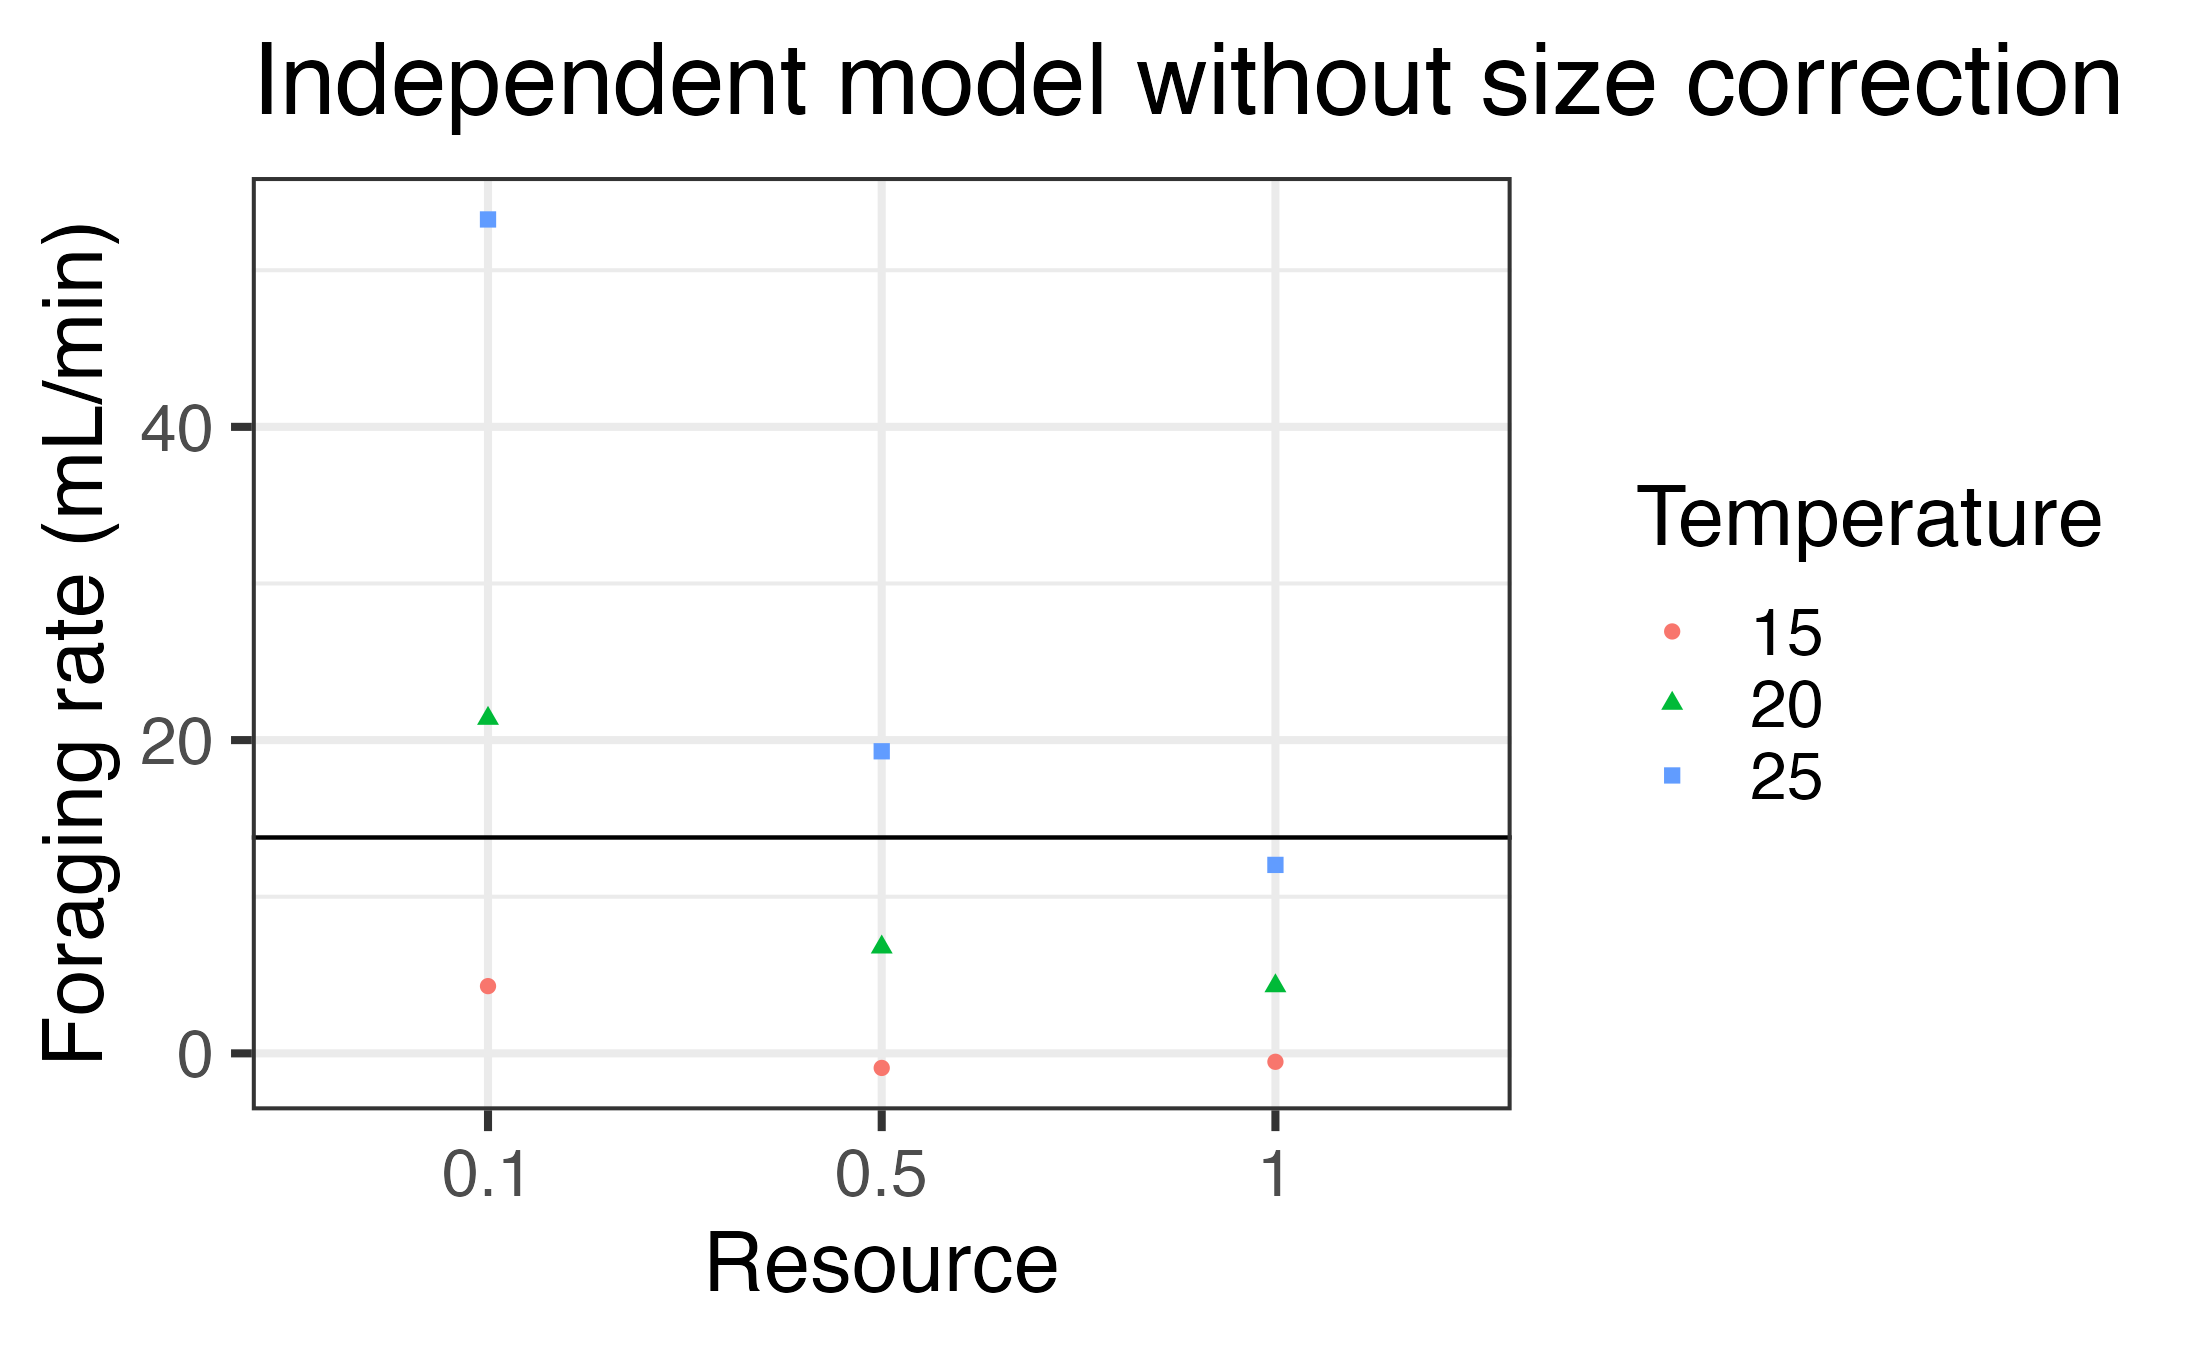 Independent model without size correction
Foraging rate (mL/min)
40
20
0
0.1
0.5
1
Resource
Temperature
15
20
25